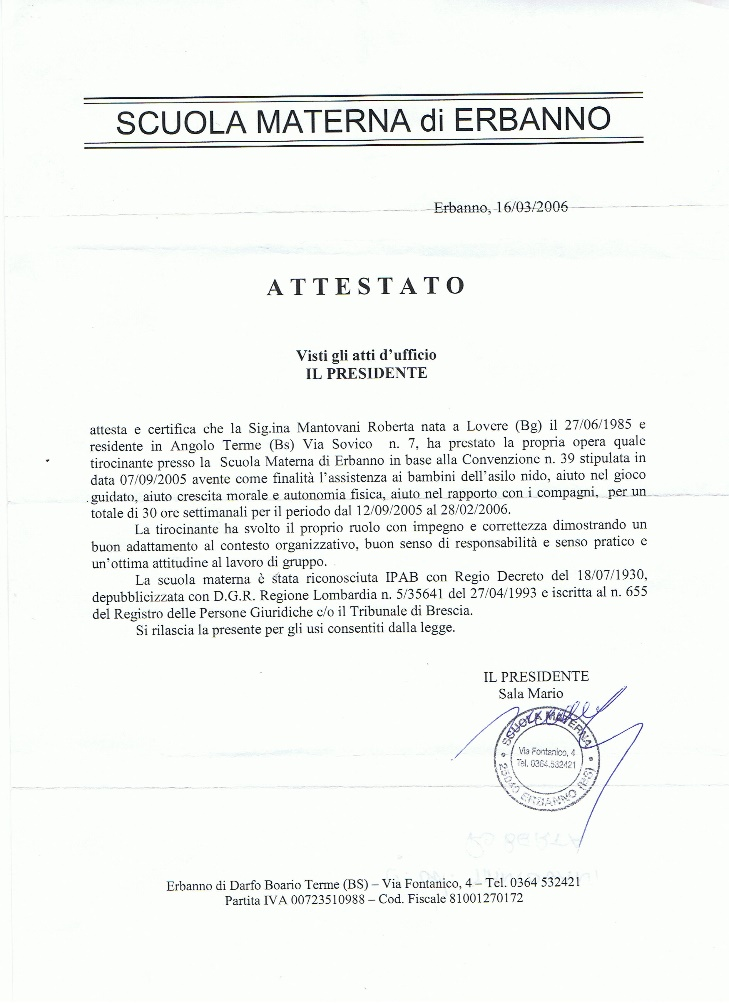 SCUOLA MATERNA di ERBANNO
Erbanno, 16/03/2006
ATTESTATO
Visti gli atti d'ufficio
IL PRESIDENTE
attesta e certifica che la Sig.ina Mantovani Roberta nata a Lovere (Bg) il 27/06/1985 e
residente in Angolo Terme (Bs) Via Sovico n. 7, ha prestato la propria opera quale
tirocinante presso la Scuola Materna di Erbanno in base alla Convenzione n. 39 stipulata in
data 07/09/2005 avente come finalità l'assistenza ai bambini dell'asilo nido, aiuto nel gioco
guidato, aiuto crescita morale e autonomia fisica, aiuto nel rapporto con i compagni, per un
totale di 30 ore settimanali per il periodo dal 12/09/2005 al 28/02/2006.
La tirocinante ha svolto il proprio ruolo con impegno e correttezza dimostrando un
buon adattamento al contesto organizzativo, buon senso di responsabilità e senso pratico e
un'ottima attitudine al lavoro di gruppo.
La scuola materna è stata riconosciuta IPAB con Regio Decreto del 18/07/1930,
depubblicizzata con D.G.R. Regione Lombardia n. 5/35641 del 27/04/1993 e iscritta al n. 655
del Registro delle Persone Giuridiche c/o il Tribunale di Brescia.
Si rilascia la presente per gli usi consentiti dalla legge.
IL PRESIDENTE
Sala Mario
SCUOLA MATERNA
Via Fontanico, 4
Tel. 0364.532421
25040 ERBANNO (BS)
Erbanno di Darfo Boario Terme (BS) – Via Fontanico, 4 – Tel. 0364 532421
Partita IVA 00723510988 – Cod. Fiscale 81001270172